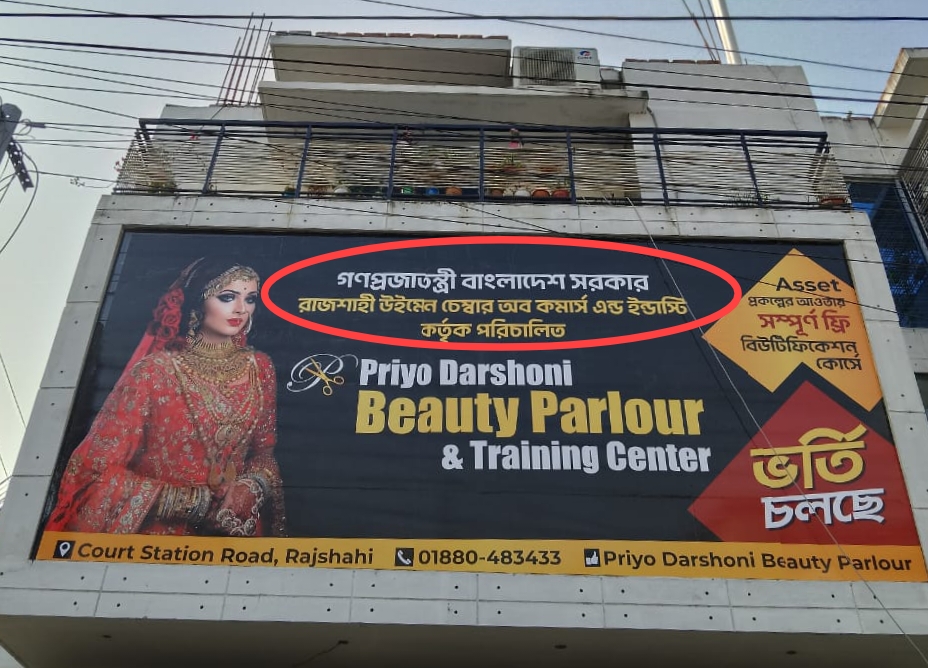 গণপ্রজাতন্ত্রী বাংলাদেশ সরকার
রাজশাহী উইমেন চেম্বার অব কমার্স এন্ড ইন্ডাস্টি
কর্তৃক পরিচালিত
Priyo Darshoni
Beauty Parlour
& Training Center
Asset
প্রকল্পের আওতায়
সম্পূর্ণ ফ্রি
বিউটিফিকেশন
কোর্সে
ভর্তি
চলছে
Court Station Road, Rajshahi 01880-483433 Priyo Darshoni Beauty Parlour